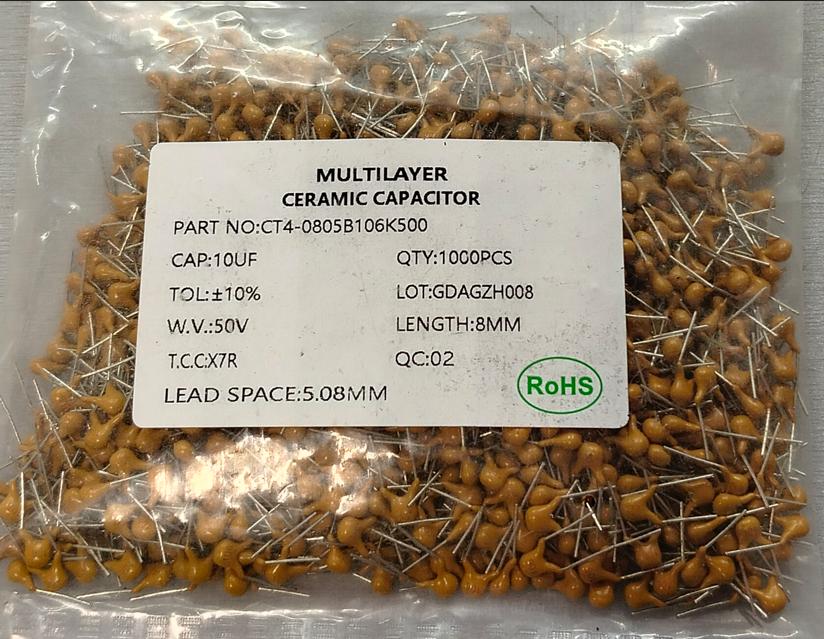 MULTILAYER
CERAMIC CAPACITOR
PART NO:CT4-0805B106K500
CAP:10UF QTY:1000PCS
TOL:±10% LOT:GDAGZH008
W.V.:50V LENGTH:8MM
T.C.C:X7R QC:02
LEAD SPACE:5.08MM
RoHS